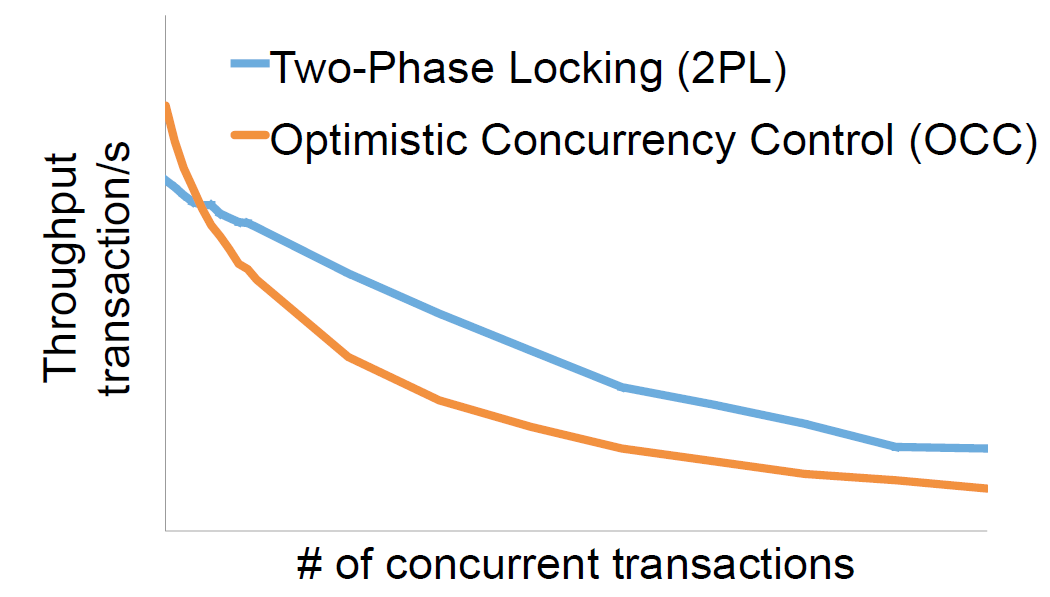 Two-Phase Locking (2PL)
Optimistic Concurrency Control (OCC)
Throughput
transaction/s
# of concurrent transactions